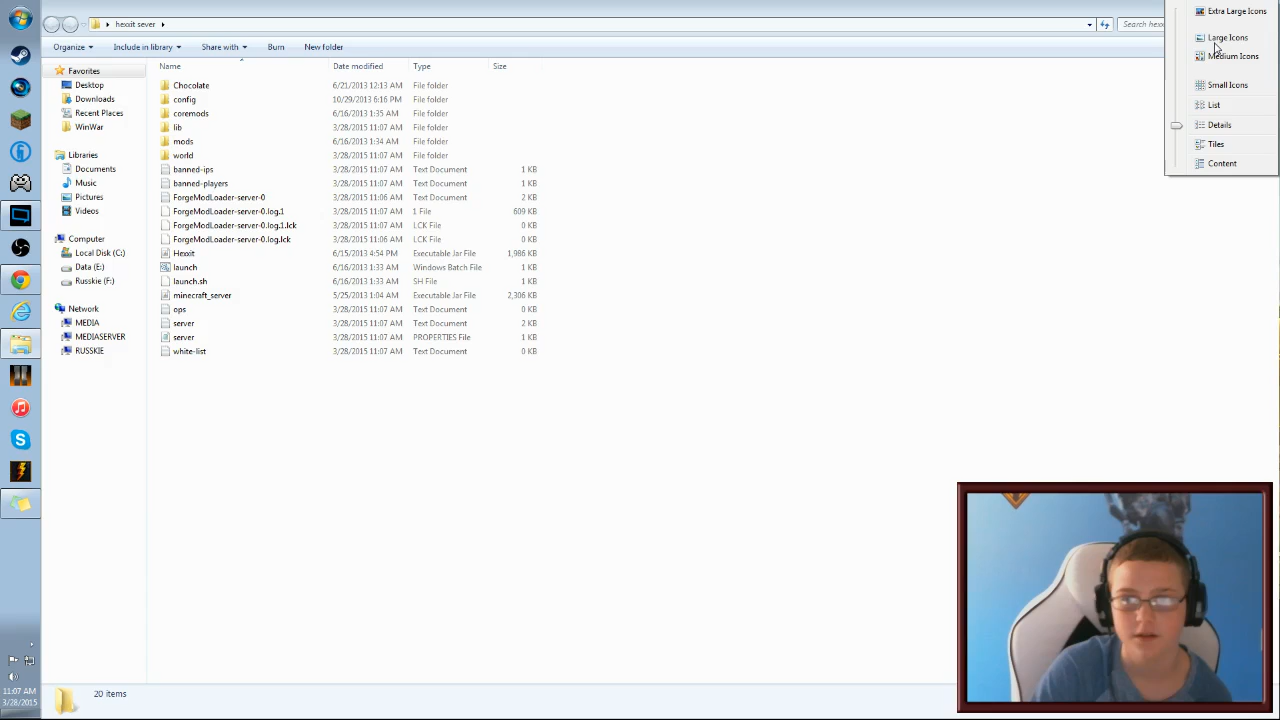 hexxit sever
Search hexx
Organize Include in library Share with Burn New folder
Name Date modified Type Size
Favorites
Desktop
Downloads
Recent Places
WinWar
Libraries
Documents
Music
Pictures
Videos
Computer
Local Disk (C:)
Data (E:)
Russkie (F:)
Network
MEDIA
MEDIASERVER
RUSSKIE
Chocolate 6/21/2013 12:13 AM File folder
config 10/29/2013 6:16 PM File folder
coremods 6/16/2013 1:35 AM File folder
lib 3/28/2015 11:07 AM File folder
mods 6/16/2013 1:34 AM File folder
world 3/28/2015 11:07 AM File folder
banned-ips 3/28/2015 11:07 AM Text Document 1 KB
banned-players 3/28/2015 11:07 AM Text Document 1 KB
ForgeModLoader-server-0 3/28/2015 11:06 AM Text Document 2 KB
ForgeModLoader-server-0.log.1 3/28/2015 11:07 AM 1 File 609 KB
ForgeModLoader-server-0.log.1.lck 3/28/2015 11:07 AM LCK File 0 KB
ForgeModLoader-server-0.log.lck 3/28/2015 11:06 AM LCK File 0 KB
Hexxit 6/15/2013 4:54 PM Executable Jar File 1,986 KB
launch 6/16/2013 1:33 AM Windows Batch File 1 KB
launch.sh 6/16/2013 1:33 AM SH File 1 KB
minecraft_server 5/25/2013 1:04 AM Executable Jar File 2,306 KB
ops 3/28/2015 11:07 AM Text Document 0 KB
server 3/28/2015 11:07 AM Text Document 2 KB
server 3/28/2015 11:07 AM PROPERTIES File 1 KB
white-list 3/28/2015 11:07 AM Text Document 0 KB
Extra Large Icons
Large Icons
Medium Icons
Small Icons
List
Details
Tiles
Content
20 items
11:07 AM
3/28/2015